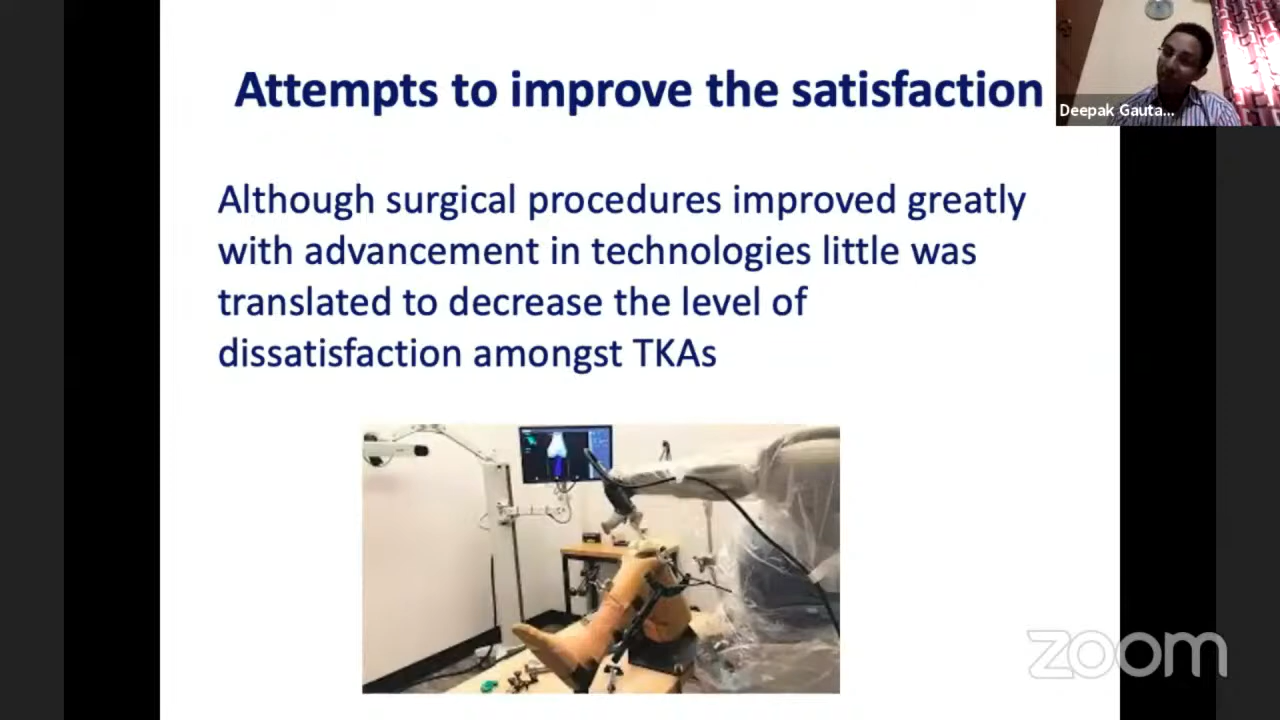 Attempts to improve the satisfaction
Deepak Gauta...
Although surgical procedures improved greatly
with advancement in technologies little was
translated to decrease the level of
dissatisfaction amongst TKAs
zoom